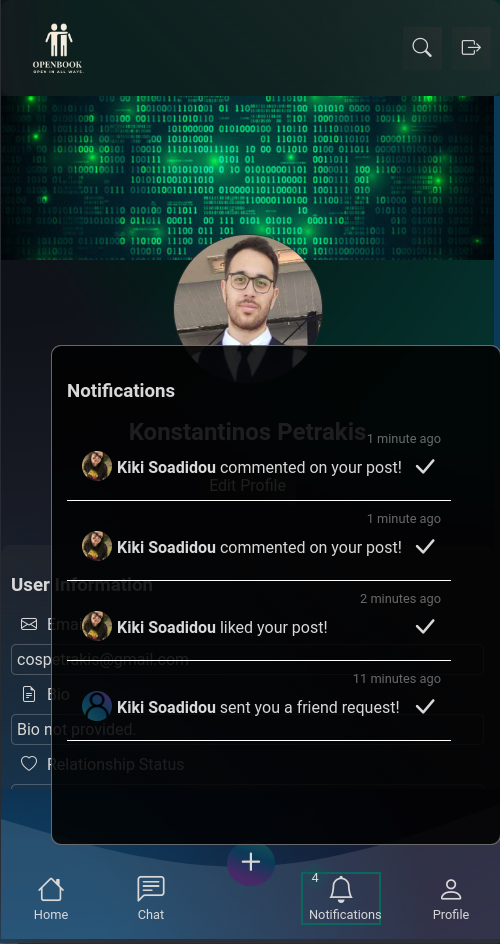 OPENBOOK
OPEN IN ALL WAYS.
Notifications
Konstantinos Petrakis
1 minute ago
Kiki Soadidou commented on your post!
Edit Profile
1 minute ago
Kiki Soadidou commented on your post!
User Information
2 minutes ago
Email
Kiki Soadidou liked your post!
cospetrakis@gmail.com
11 minutes ago
Bio
Kiki Soadidou sent you a friend request!
Bio not provided.
Relationship Status
4
Home
Chat
Notifications
Profile